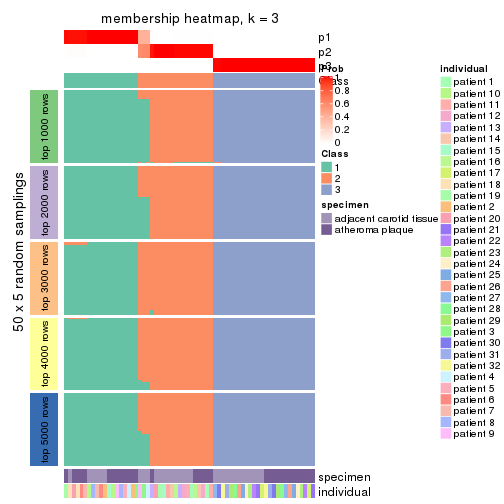 membership heatmap, k = 3
p1
p2
p3
Class
50 x 5 random samplings
top 1000 rows
top 2000 rows
top 3000 rows
top 4000 rows
top 5000 rows
specimen
individual
Prob
1
0.8
0.6
0.4
0.2
0
Class
1
2
3
specimen
adjacent carotid tissue
atheroma plaque
individual
patient 1
patient 10
patient 11
patient 12
patient 13
patient 14
patient 15
patient 16
patient 17
patient 18
patient 19
patient 2
patient 20
patient 21
patient 22
patient 23
patient 24
patient 25
patient 26
patient 27
patient 28
patient 29
patient 3
patient 30
patient 31
patient 32
patient 4
patient 5
patient 6
patient 7
patient 8
patient 9